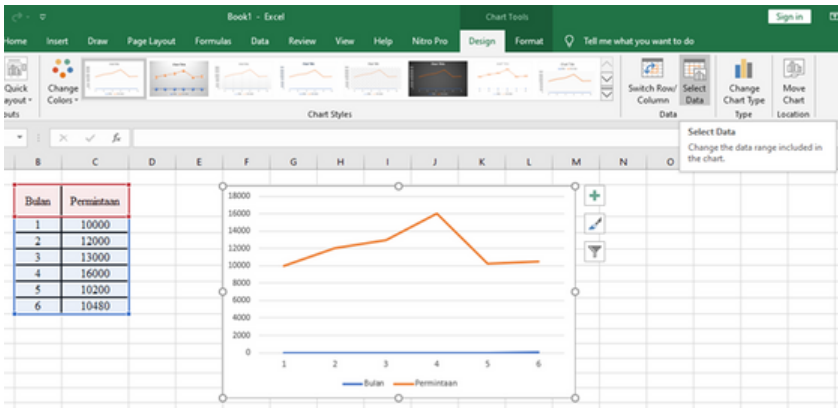 Book1 - Excel
Chart Tools
Sign in
Home Insert Draw Page Layout Formulas Data Review View Help Nitro Pro Design Format Tell me what you want to do
Quick
Change
Colors
Switch Row/
Column
Select
Data
Change
Chart Type
Move
Chart
Chart Styles
Data
Type
Location
fx
Select Data
Change the data range included in
the chart.
B C D E F G H I J K L M N O
Bulan Permintaan
1 10000
2 12000
3 13000
4 16000
5 10200
6 10480
18000
16000
14000
12000
10000
8000
6000
4000
2000
0
1 2 3 4 5 6
Bulan Permintaan